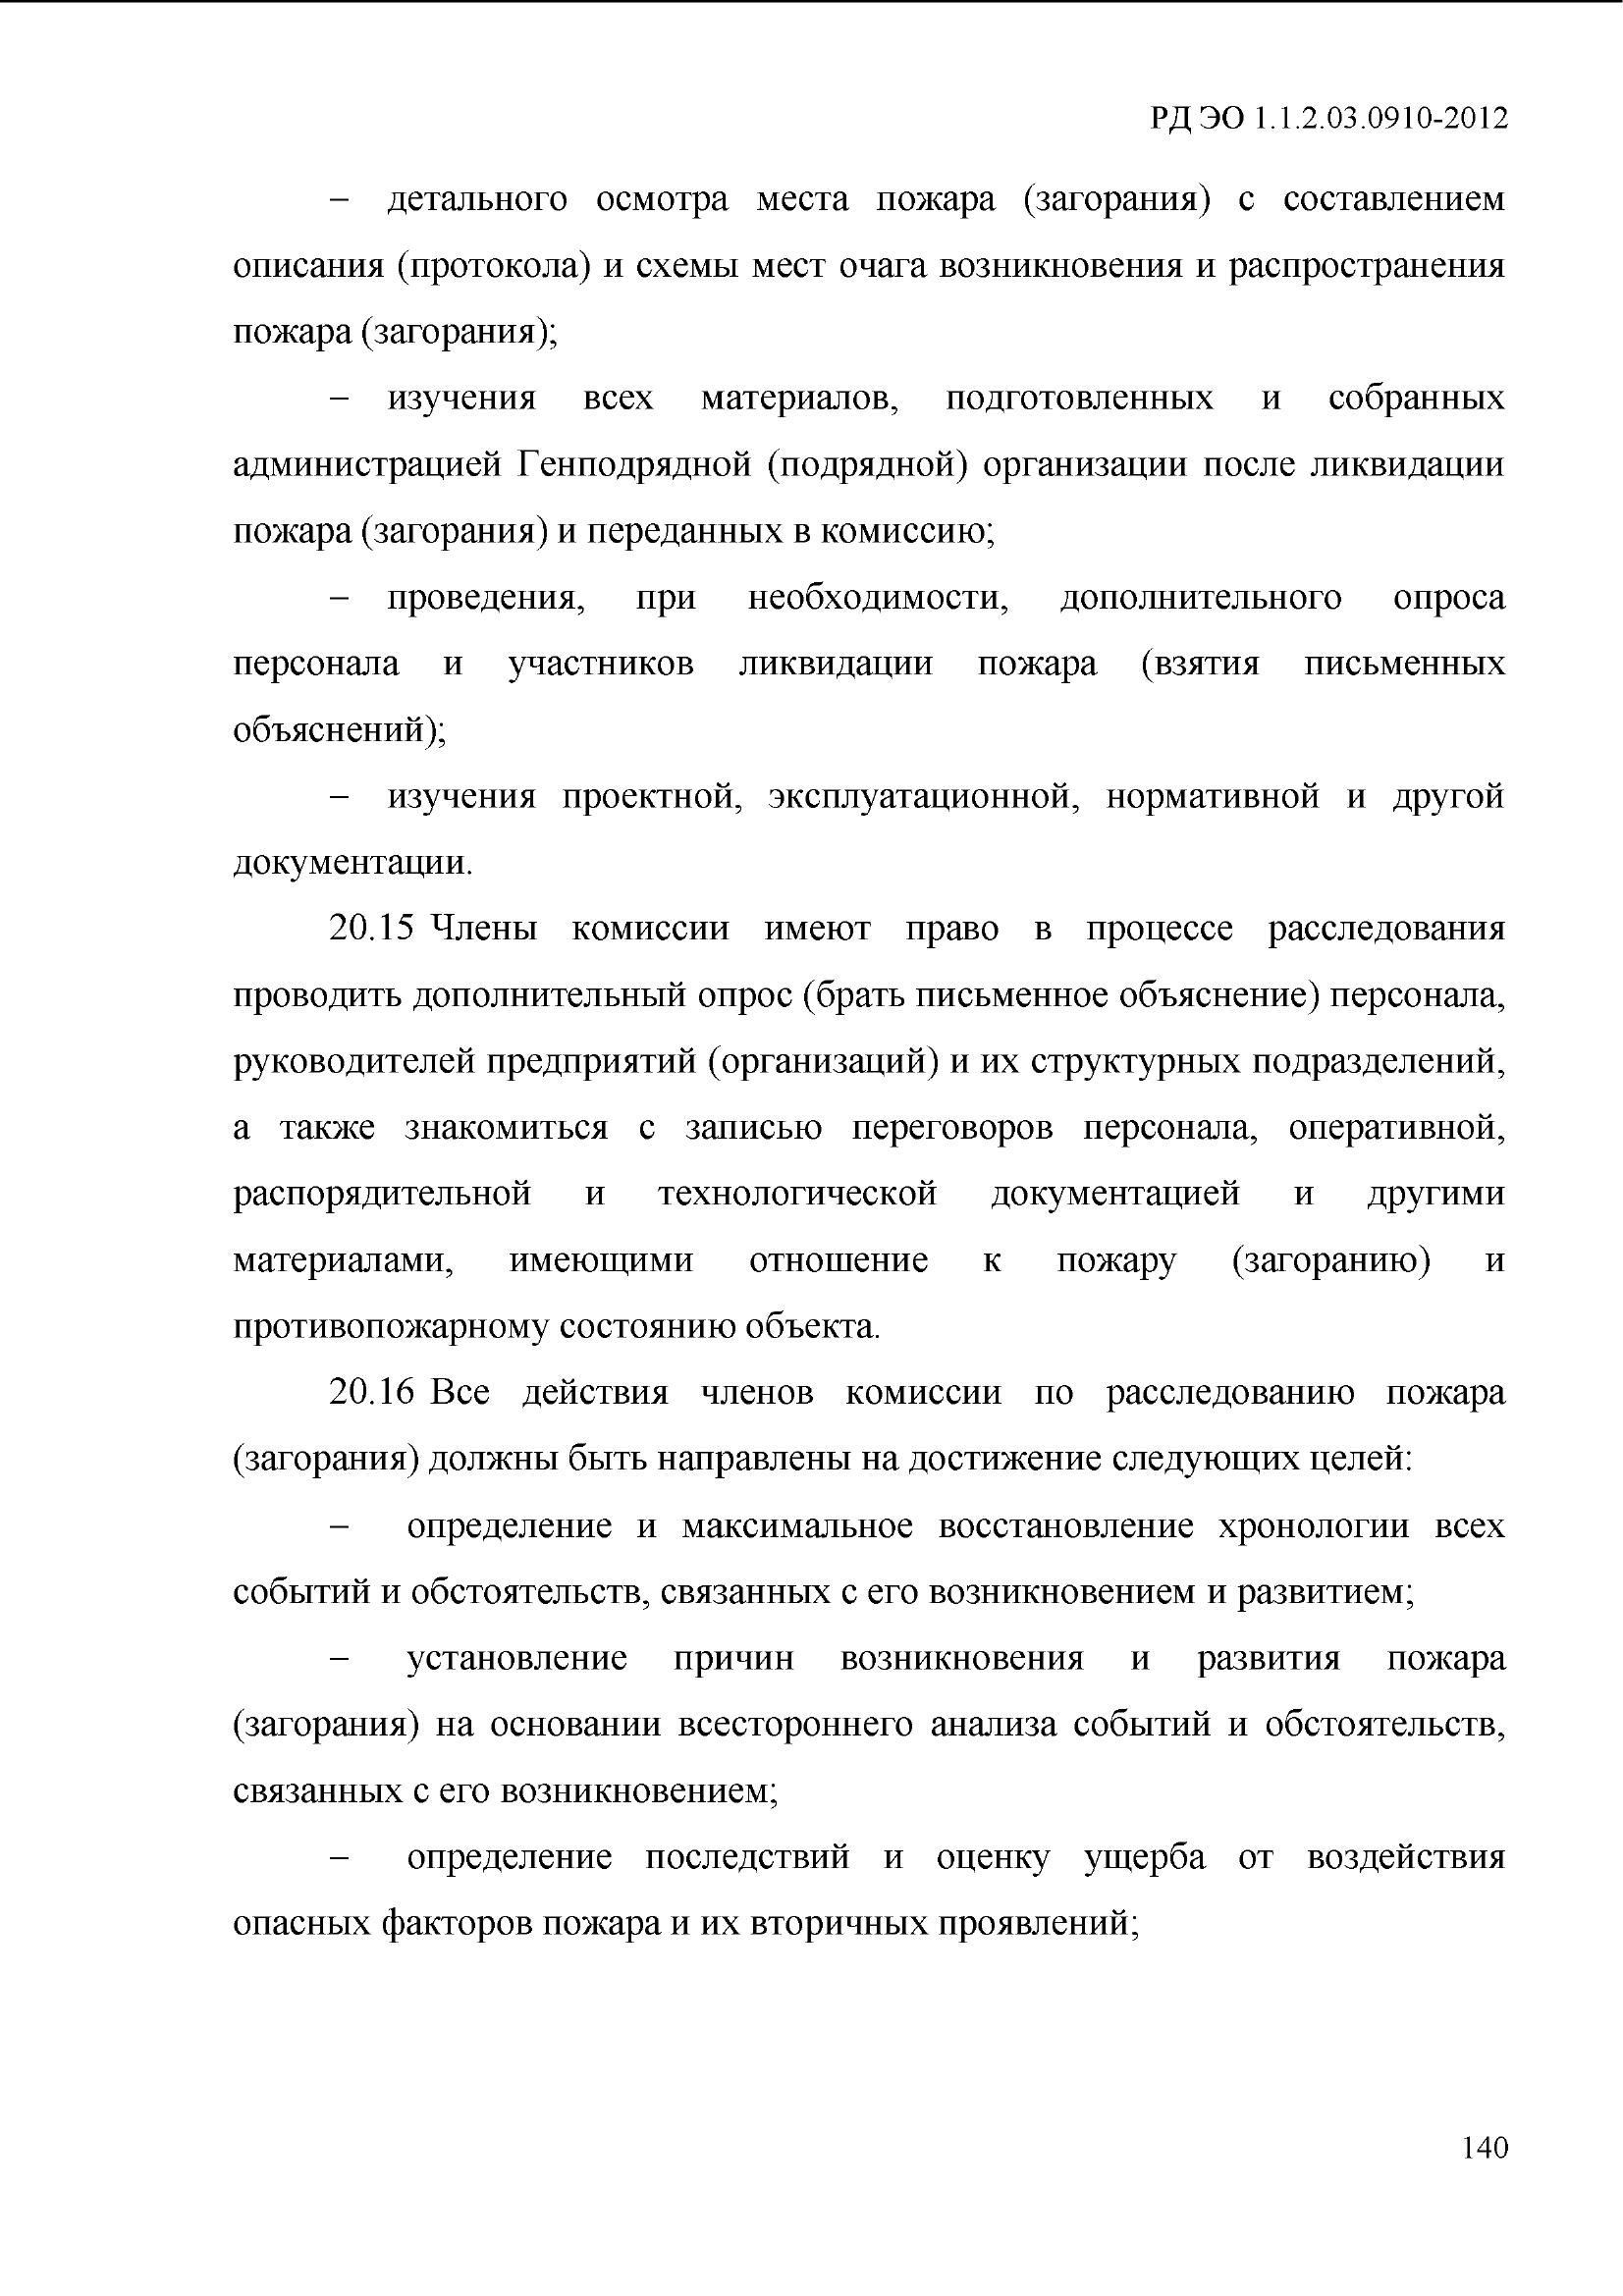 РД ЭО 1.1.2.03.0910-2012
– детального осмотра места пожара (загорания) с составлением
описания (протокола) и схемы мест очага возникновения и распространения
пожара (загорания);
– изучения всех материалов, подготовленных и собранных
администрацией Генподрядной (подрядной) организации после ликвидации
пожара (загорания) и переданных в комиссию;
– проведения, при необходимости, дополнительного опроса
персонала и участников ликвидации пожара (взятия письменных
объяснений);
– изучения проектной, эксплуатационной, нормативной и другой
документации.
20.15 Члены комиссии имеют право в процессе расследования
проводить дополнительный опрос (брать письменное объяснение) персонала,
руководителей предприятий (организаций) и их структурных подразделений,
а также знакомиться с записью переговоров персонала, оперативной,
распорядительной и технологической документацией и другими
материалами, имеющими отношение к пожару (загоранию) и
противопожарному состоянию объекта.
20.16 Все действия членов комиссии по расследованию пожара
(загорания) должны быть направлены на достижение следующих целей:
– определение и максимальное восстановление хронологии всех
событий и обстоятельств, связанных с его возникновением и развитием;
– установление причин возникновения и развития пожара
(загорания) на основании всестороннего анализа событий и обстоятельств,
связанных с его возникновением;
– определение последствий и оценку ущерба от воздействия
опасных факторов пожара и их вторичных проявлений;
140